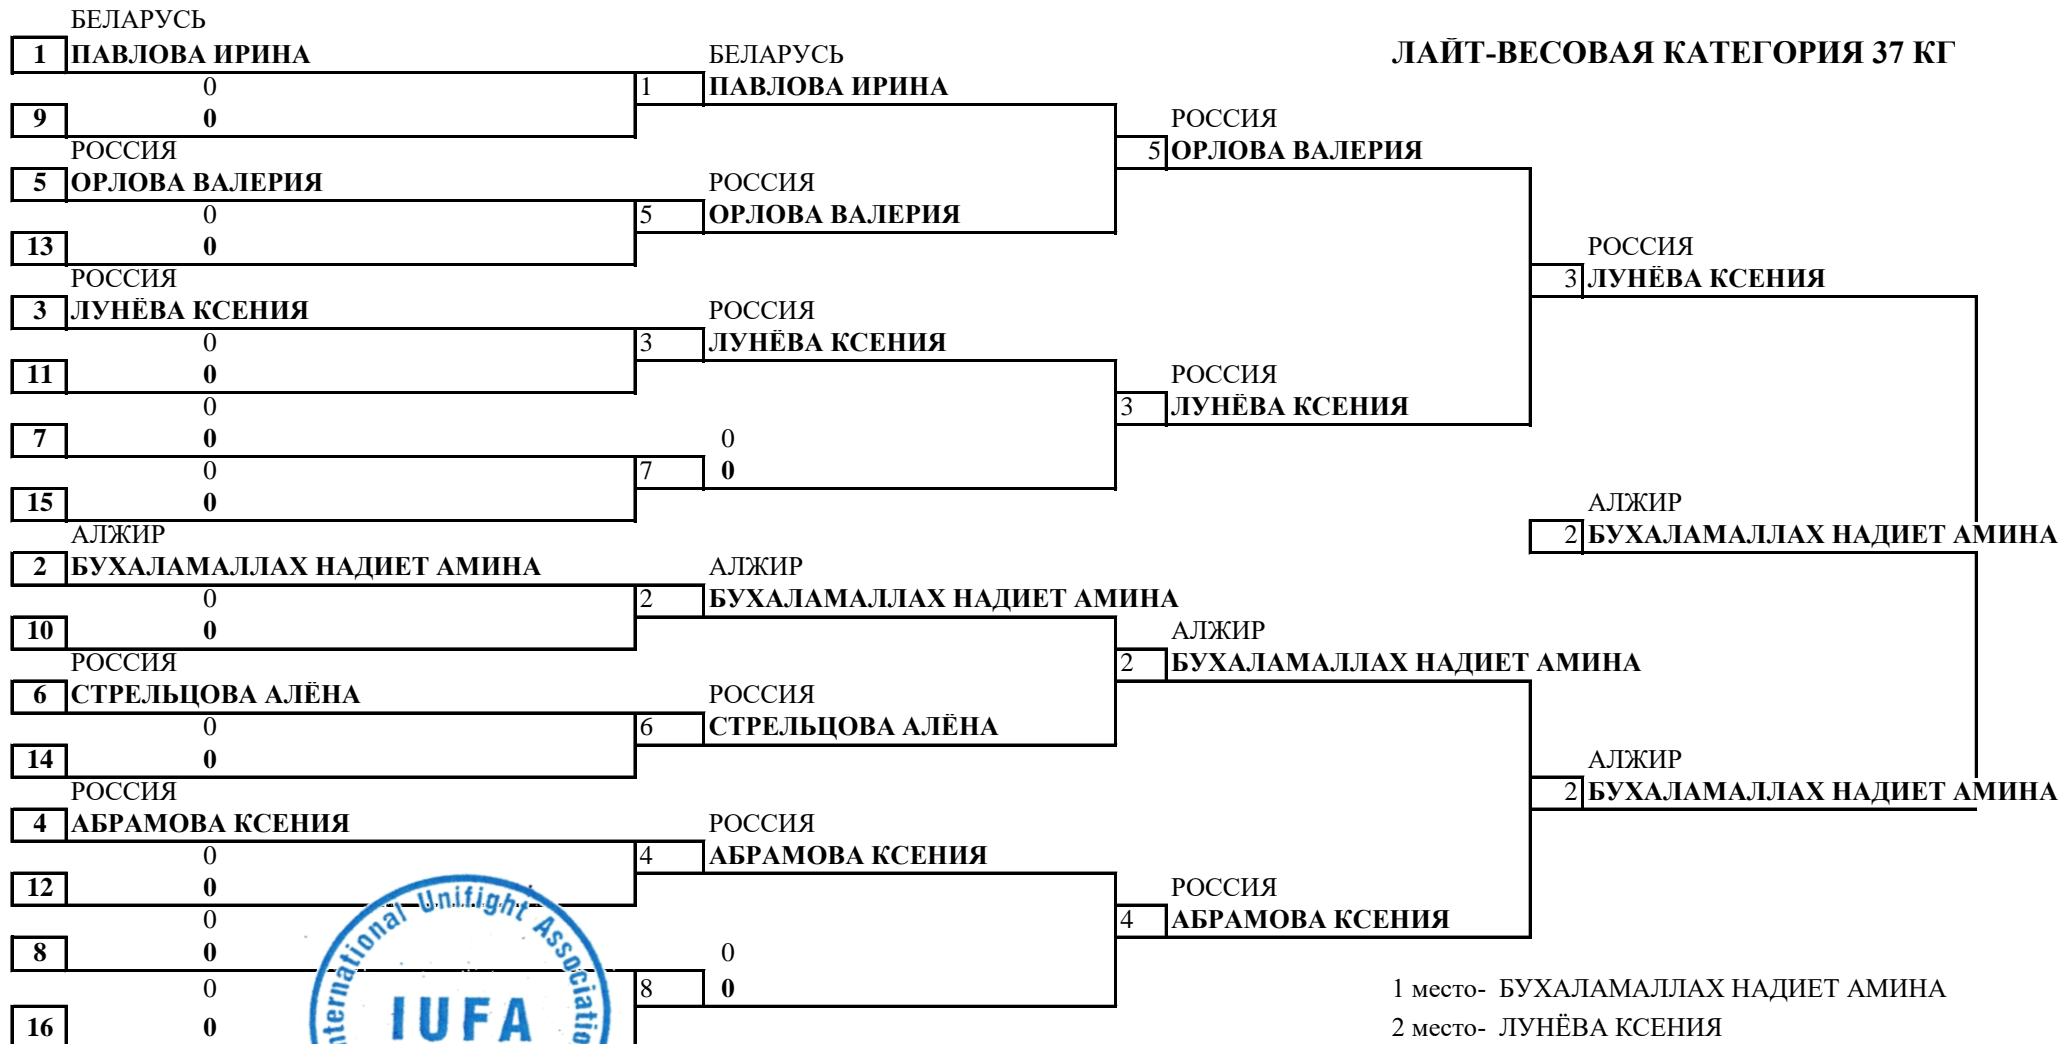 БЕЛАРУСЬ
1 ПАВЛОВА ИРИНА БЕЛАРУСЬ ЛАЙТ-ВЕСОВАЯ КАТЕГОРИЯ 37 КГ
0 1 ПАВЛОВА ИРИНА
9 0 РОССИЯ
РОССИЯ 5 ОРЛОВА ВАЛЕРИЯ
5 ОРЛОВА ВАЛЕРИЯ РОССИЯ
0 5 ОРЛОВА ВАЛЕРИЯ
13 0 РОССИЯ
РОССИЯ 3 ЛУНЁВА КСЕНИЯ
3 ЛУНЁВА КСЕНИЯ РОССИЯ
0 3 ЛУНЁВА КСЕНИЯ
11 0 РОССИЯ
0 3 ЛУНЁВА КСЕНИЯ
7 0 0
0 7 0
15 0 АЛЖИР
АЛЖИР 2 БУХАЛАМАЛЛАХ НАДИЕТ АМИНА
2 БУХАЛАМАЛЛАХ НАДИЕТ АМИНА АЛЖИР
0 2 БУХАЛАМАЛЛАХ НАДИЕТ АМИНА
10 0 АЛЖИР
РОССИЯ 2 БУХАЛАМАЛЛАХ НАДИЕТ АМИНА
6 СТРЕЛЬЦОВА АЛЁНА РОССИЯ
0 6 СТРЕЛЬЦОВА АЛЁНА
14 0 АЛЖИР
РОССИЯ 2 БУХАЛАМАЛЛАХ НАДИЕТ АМИНА
4 АБРАМОВА КСЕНИЯ РОССИЯ
0 4 АБРАМОВА КСЕНИЯ
12 0 РОССИЯ
0 4 АБРАМОВА КСЕНИЯ
8 0 0
0 8 0 1 место- БУХАЛАМАЛЛАХ НАДИЕТ АМИНА
16 0 2 место- ЛУНЁВА КСЕНИЯ
Unifight
IUFA